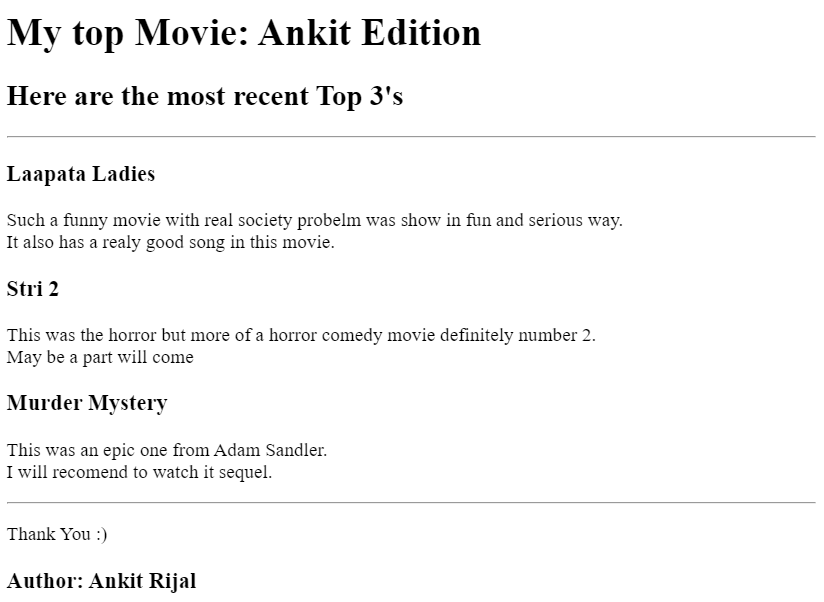 My top Movie: Ankit Edition
Here are the most recent Top 3's
Laapata Ladies
Such a funny movie with real society probelm was show in fun and serious way.
It also has a realy good song in this movie.
Stri 2
This was the horror but more of a horror comedy movie definitely number 2.
May be a part will come
Murder Mystery
This was an epic one from Adam Sandler.
I will recomend to watch it sequel.
Thank You :)
Author: Ankit Rijal